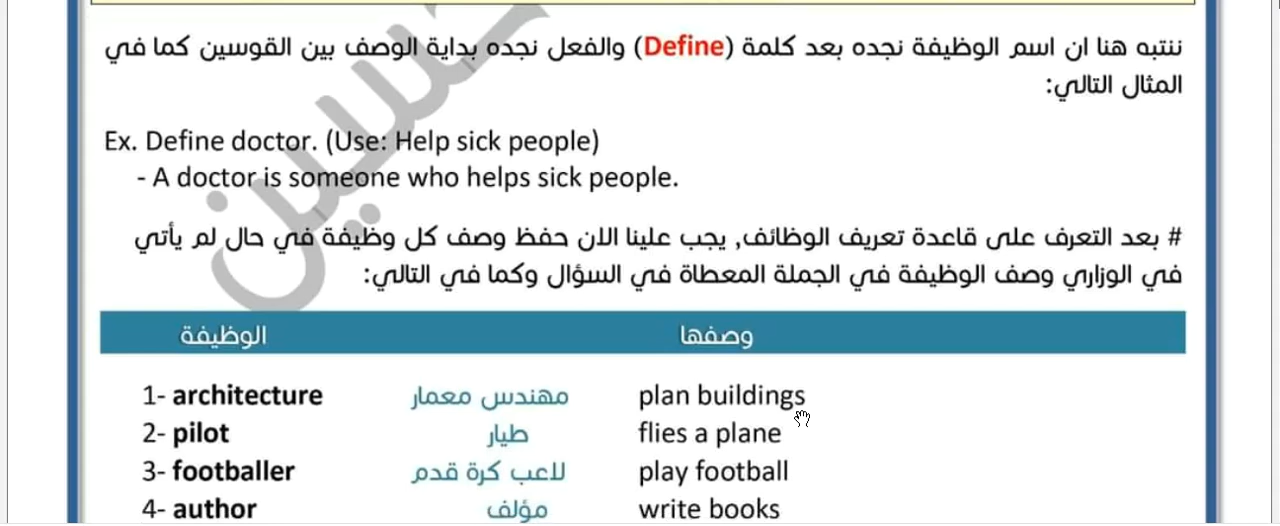 ننتبه هنا ان اسم الوظيفة نجده بعد كلمة (Define) والفعل نجده بداية الوصف بين القوسين كما في
المثال التالي:
Ex. Define doctor. (Use: Help sick people)
- A doctor is someone who helps sick people.
# بعد التعرف على قاعدة تعريف الوظائف, يجب علينا الان حفظ وصف كل وظيفة في حال لم يأتي
في الوزاري وصف الوظيفة في الجملة المعطاة في السؤال وكما في التالي:
الوظيفة وصفها
1- architecture مهندس معمار plan buildings
2- pilot طيار flies a plane
3- footballer للاعب كرة قدم play football
4- author مؤلف write books